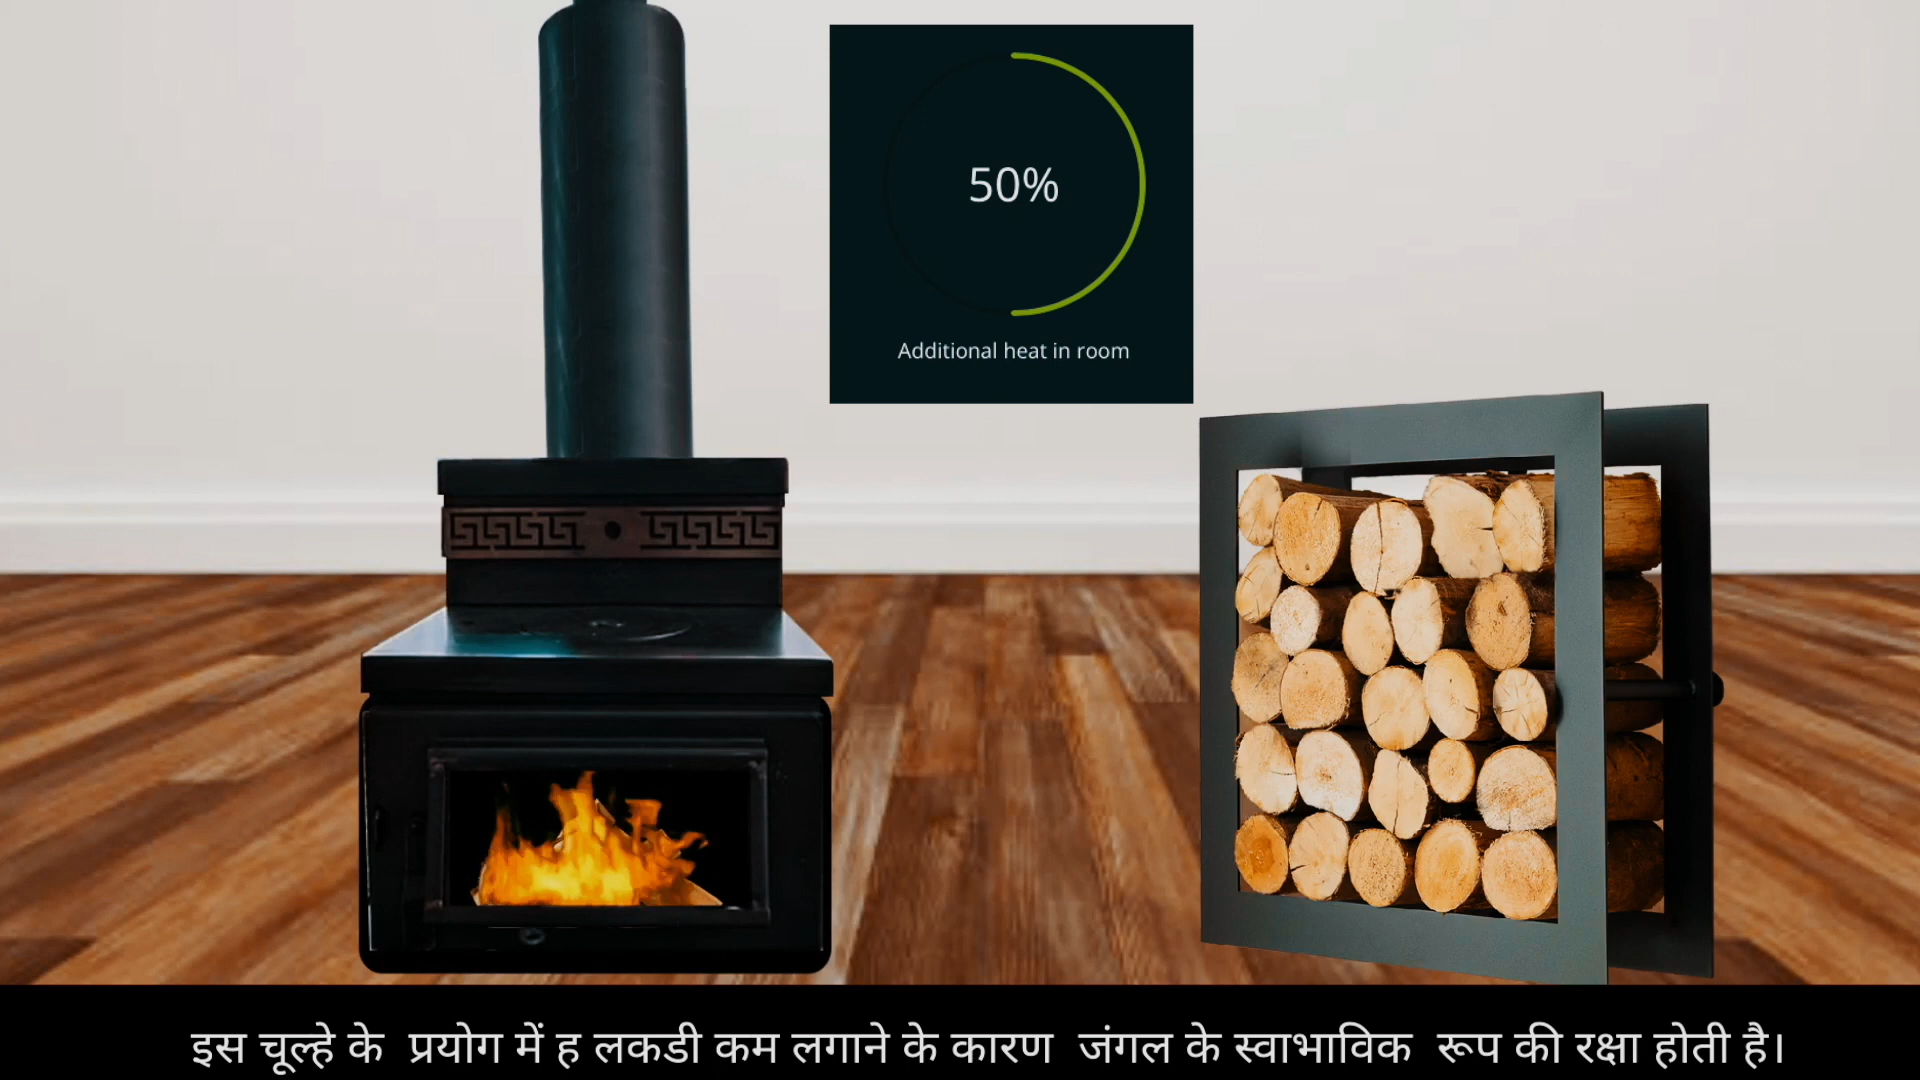 50%
Additional heat in room
इस चूल्हे के प्रयोग में ह लकडी कम लगाने के कारण जंगल के स्वाभाविक रूप की रक्षा होती है।